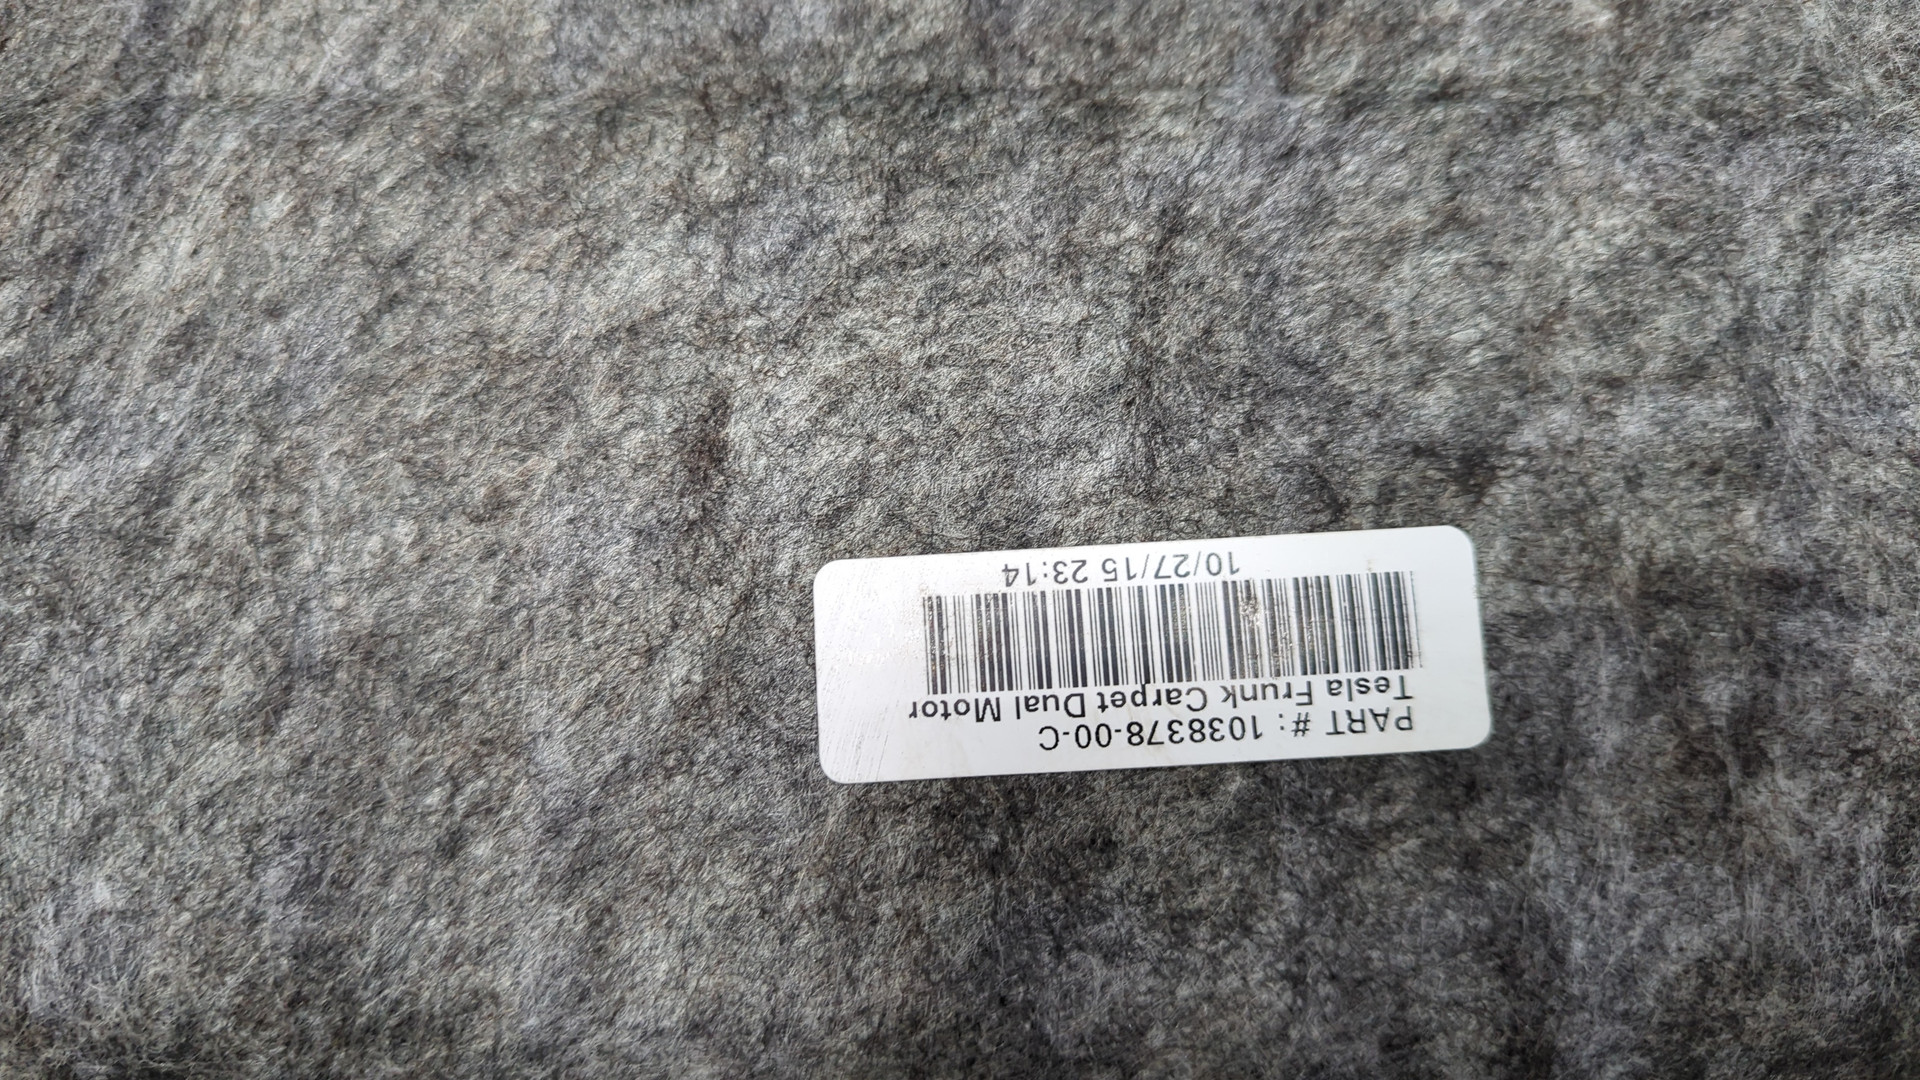 PART #: 1038378-00-C
Tesla Frunk Carpet Dual Motor
10/27/15 23:14